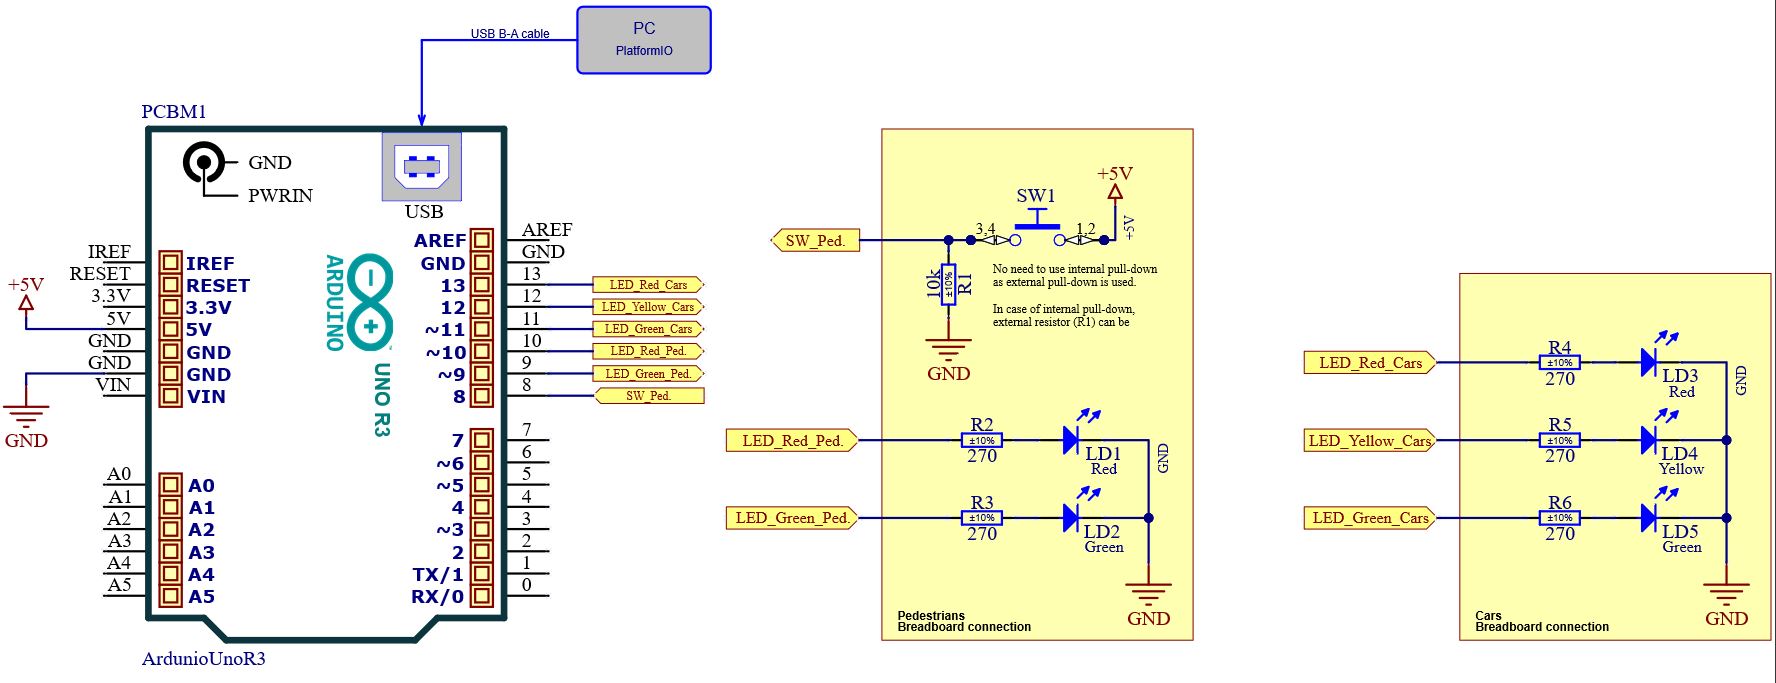 USB B-A cable
PC
PlatformIO
PCBM1
GND
PWRIN
USB
IREF
RESET
3.3V
5V
GND
GND
VIN
+5V
GND
IREF
RESET
3.3V
5V
GND
GND
VIN
ARDUINO
UNO R3
A0
A1
A2
A3
A4
A5
A0
A1
A2
A3
A4
A5
AREF
GND
13
12
~11
~10
~9
8
7
~6
~5
4
~3
2
TX/1
RX/0
AREF
GND
13
12
11
10
9
8
7
6
5
4
3
2
1
0
LED_Red_Cars
LED_Yellow_Cars
LED_Green_Cars
LED_Red_Ped.
LED_Green_Ped.
SW_Ped.
ArdunioUnoR3
SW_Ped.
SW1
3,4
1,2
+5V
+5V
10k
±10%
R1
GND
No need to use internal pull-down
as external pull-down is used.
In case of internal pull-down,
external resistor (R1) can be
LED_Red_Ped.
R2
±10%
270
LD1
Red
GND
LED_Green_Ped.
R3
±10%
270
LD2
Green
GND
Pedestrians
Breadboard connection
LED_Red_Cars
R4
±10%
270
LD3
Red
GND
LED_Yellow_Cars
R5
±10%
270
LD4
Yellow
LED_Green_Cars
R6
±10%
270
LD5
Green
GND
Cars
Breadboard connection